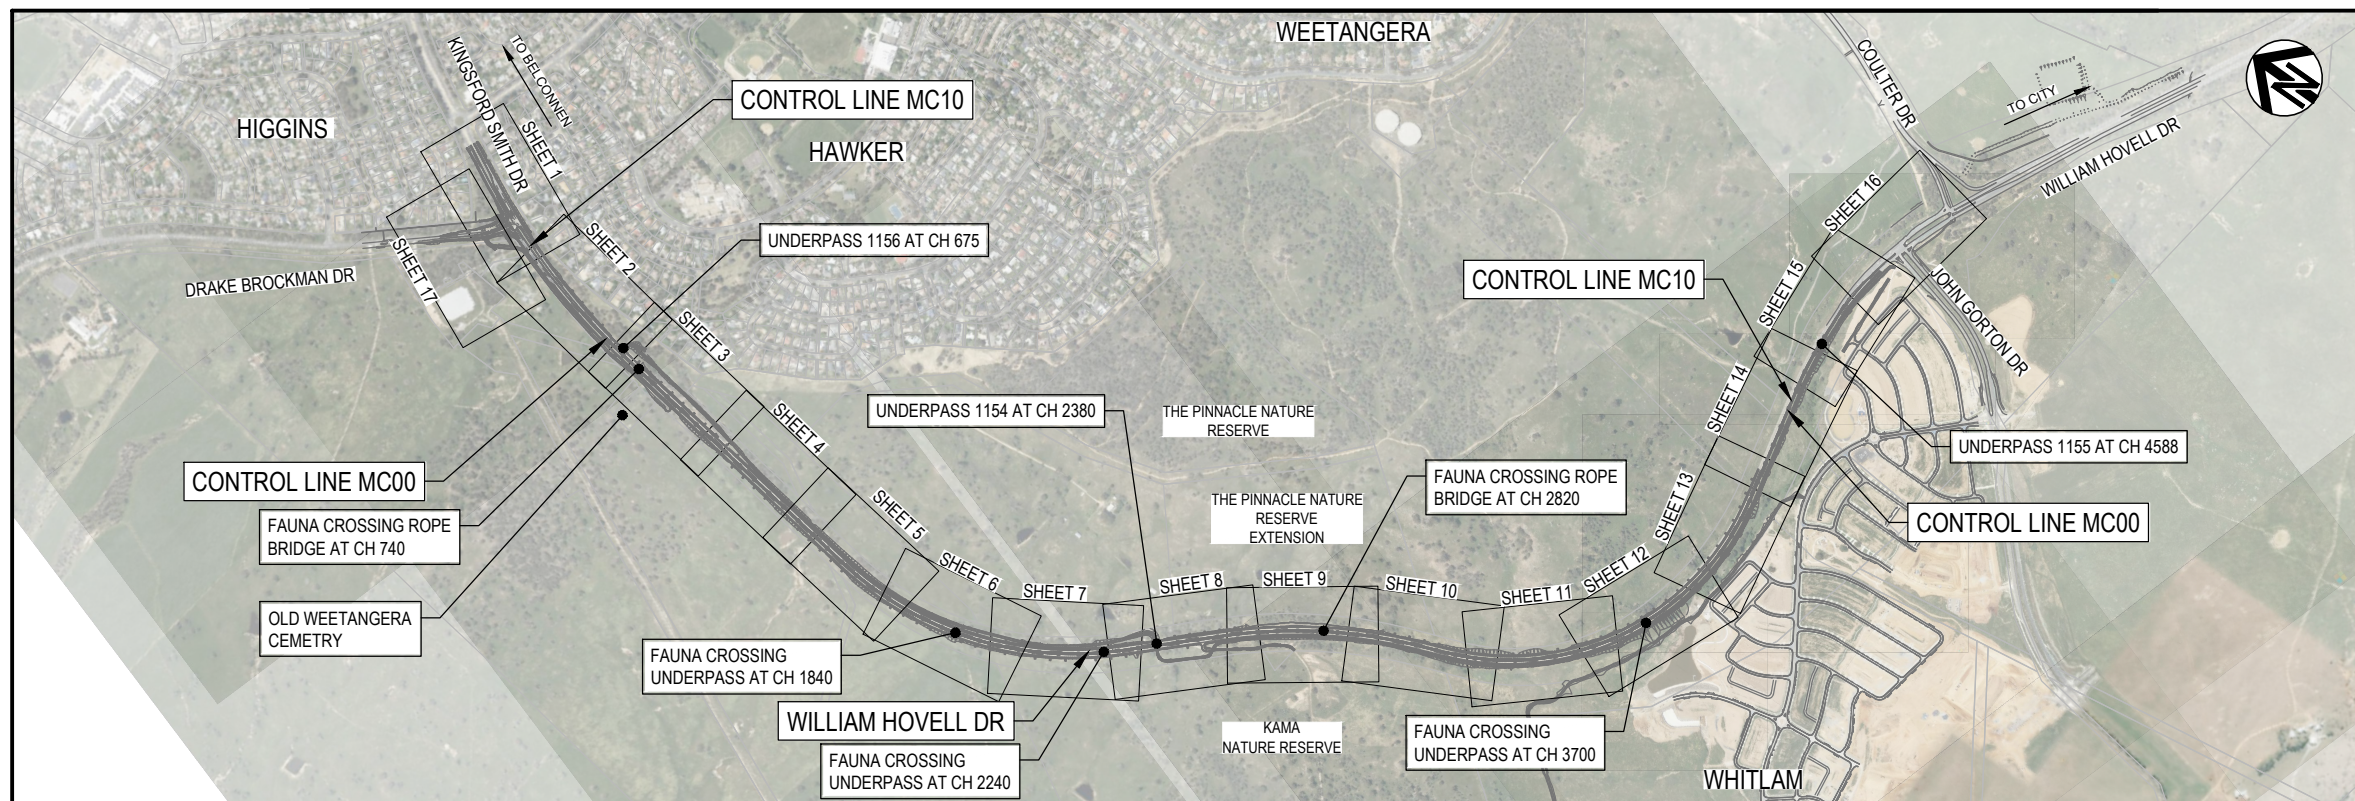 WEETANGERA
KINGSFORD SMITH DR
TO BELCONNEN
COULTER DR
TO CITY
WILLIAM HOVELL DR
N
CONTROL LINE MC10
HIGGINS
SHEET 1
HAWKER
SHEET 16
SHEET 2
UNDERPASS 1156 AT CH 675
SHEET 17
DRAKE BROCKMAN DR
CONTROL LINE MC10
SHEET 15
JOHN GORTON DR
SHEET 3
SHEET 14
SHEET 4
UNDERPASS 1154 AT CH 2380
THE PINNACLE NATURE
RESERVE
UNDERPASS 1155 AT CH 4588
CONTROL LINE MC00
FAUNA CROSSING ROPE
BRIDGE AT CH 2820
SHEET 13
THE PINNACLE NATURE
RESERVE
EXTENSION
SHEET 5
CONTROL LINE MC00
FAUNA CROSSING ROPE
BRIDGE AT CH 740
SHEET 6
SHEET 7
SHEET 8
SHEET 9
SHEET 10
SHEET 11
SHEET 12
OLD WEETANGERA
CEMETRY
FAUNA CROSSING
UNDERPASS AT CH 1840
WILLIAM HOVELL DR
KAMA
NATURE RESERVE
FAUNA CROSSING
UNDERPASS AT CH 3700
FAUNA CROSSING
UNDERPASS AT CH 2240
WHITLAM